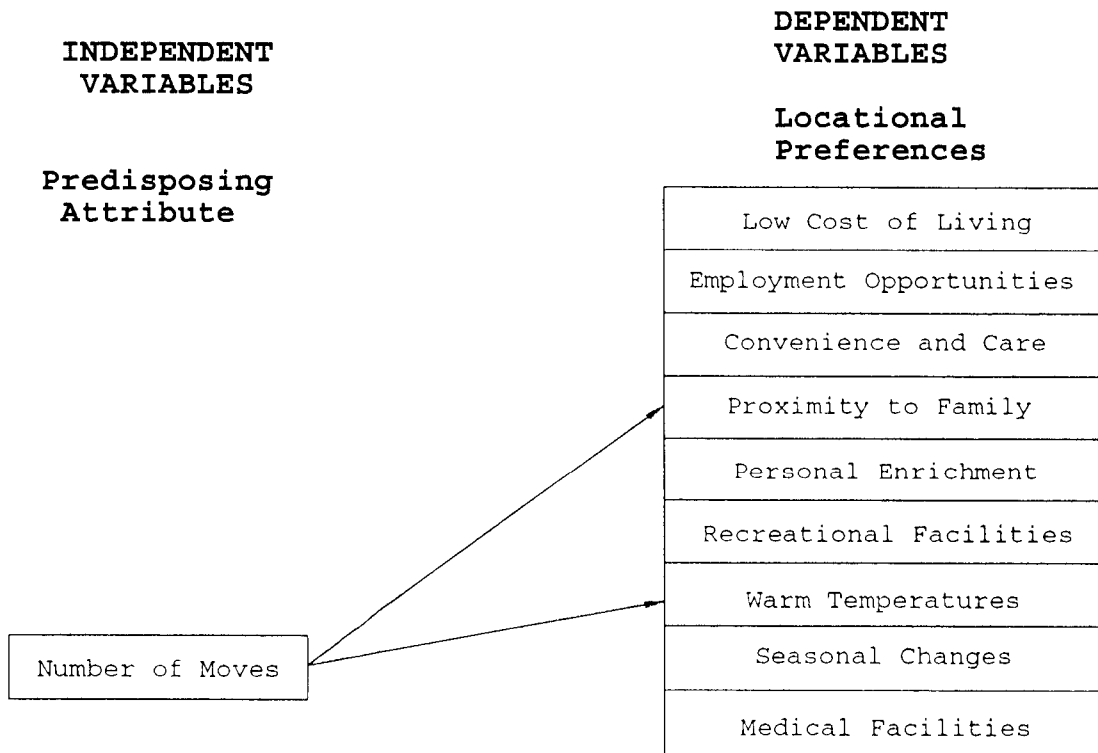 INDEPENDENT
VARIABLES
Predisposing
Attribute
Number of Moves
DEPENDENT
VARIABLES
Locational
Preferences
Low Cost of Living
Employment Opportunities
Convenience and Care
Proximity to Family
Personal Enrichment
Recreational Facilities
Warm Temperatures
Seasonal Changes
Medical Facilities